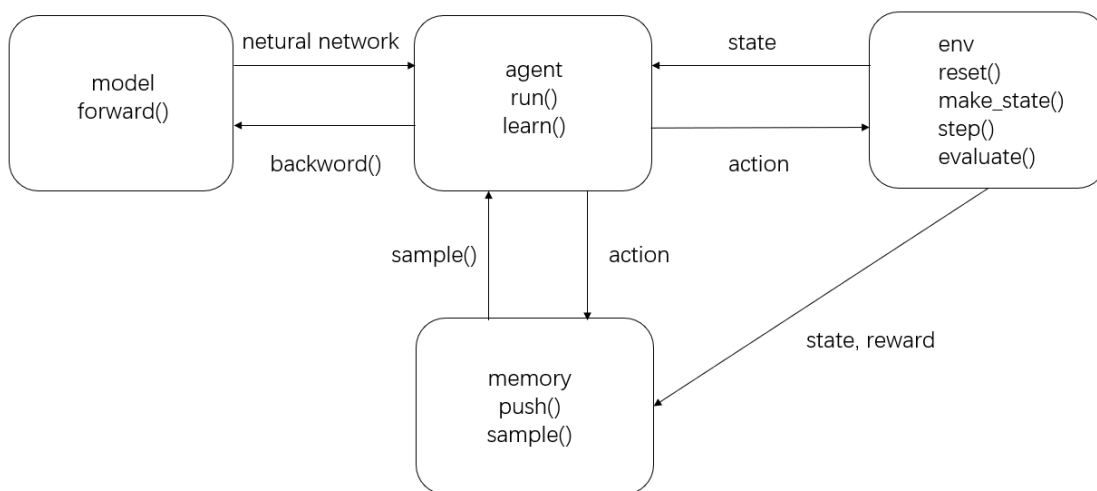 netural network
model
forward()
backword()
agent
run()
learn()
state
action
env
reset()
make_state()
step()
evaluate()
sample()
action
state, reward
memory
push()
sample()